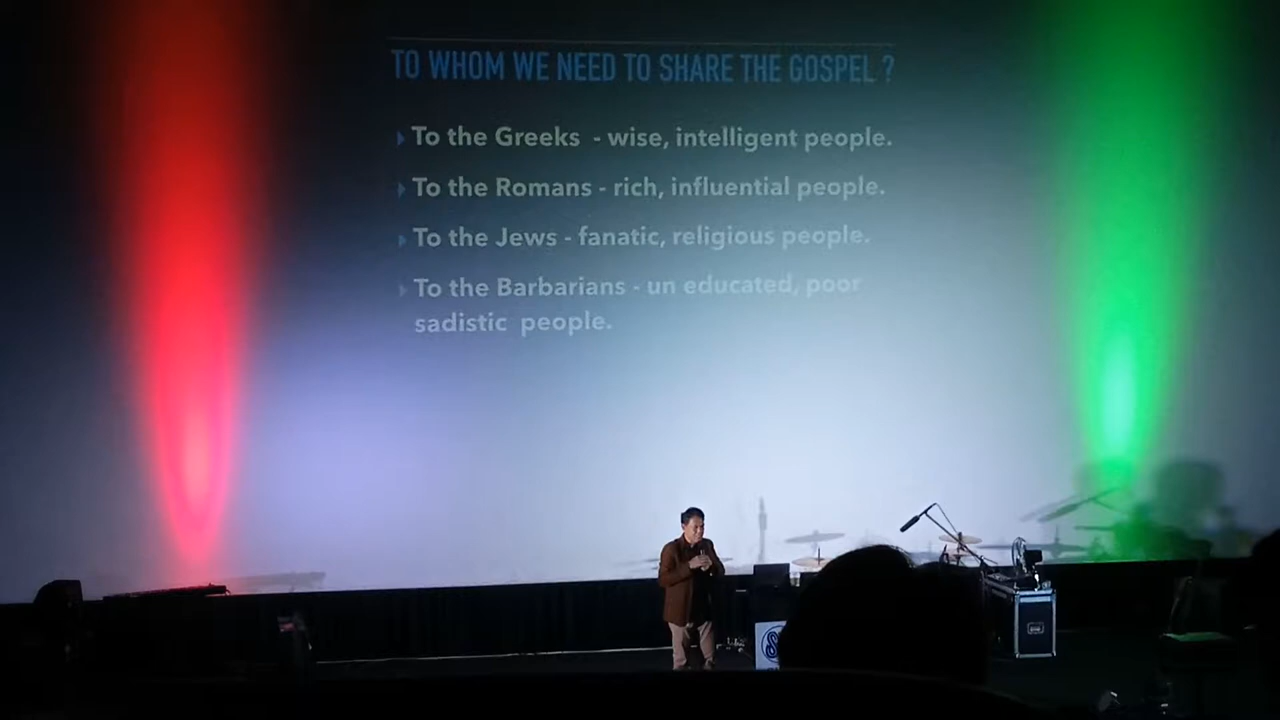 TO WHOM WE NEED TO SHARE THE GOSPEL ?
To the Greeks - wise, intelligent people.
To the Romans - rich, influential people.
To the Jews - fanatic, religious people.
To the Barbarians - un educated, poor
sadistic people.